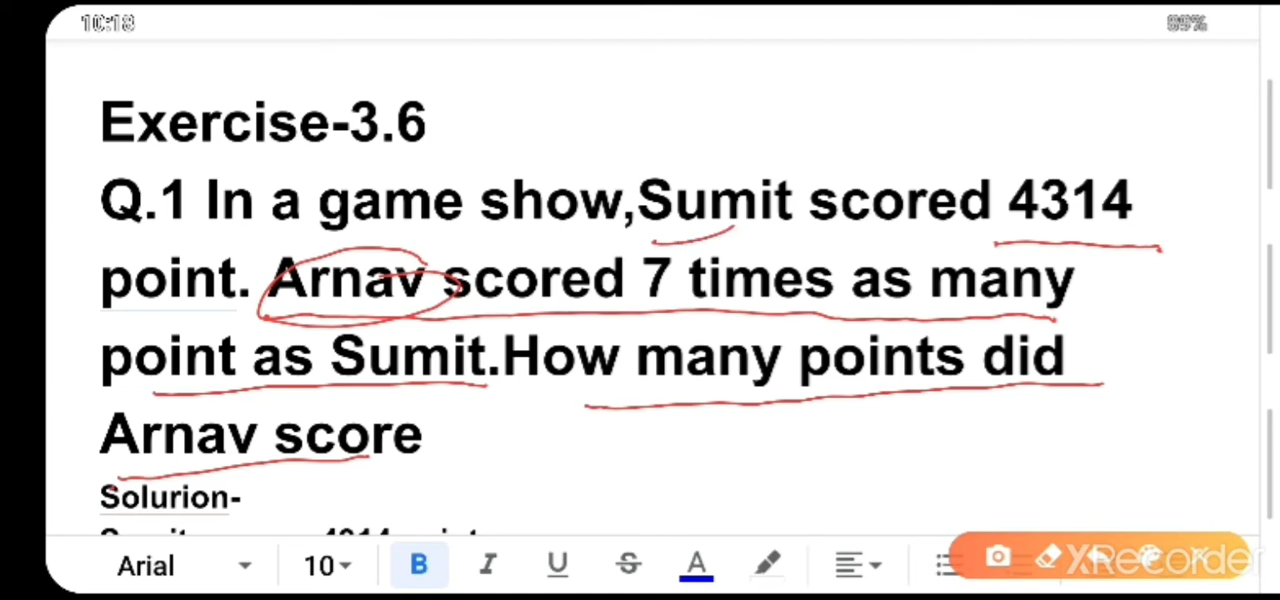 10:18 89%
Exercise-3.6
Q.1 In a game show,Sumit scored 4314
point. Arnav scored 7 times as many
point as Sumit.How many points did
Arnav score
Solurion-
Arial 10 B I U S A
XRecorder